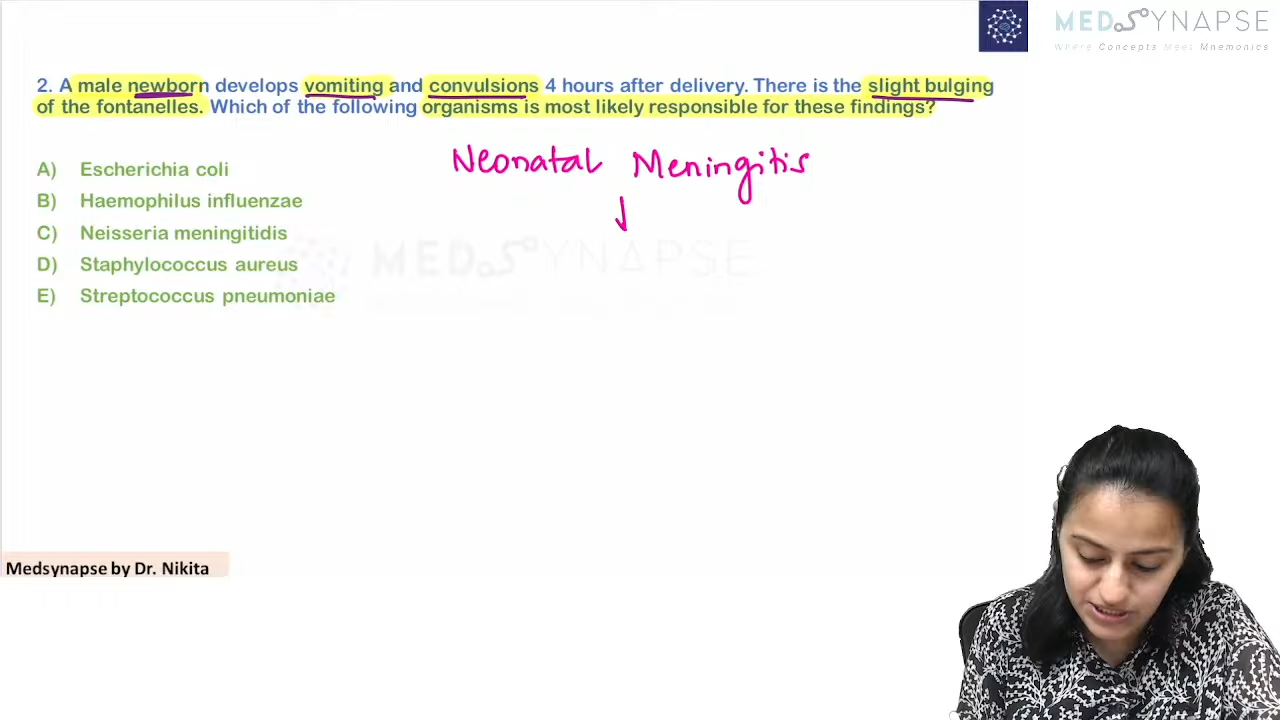 MEDSYNAPSE
Where Concepts Meet Mnemonics
2. A male newborn develops vomiting and convulsions 4 hours after delivery. There is the slight bulging
of the fontanelles. Which of the following organisms is most likely responsible for these findings?
Neonatal Meningitis
A) Escherichia coli
B) Haemophilus influenzae
C) Neisseria meningitidis
D) Staphylococcus aureus
E) Streptococcus pneumoniae
MEDSYNAPSE
Medsynapse by Dr. Nikita